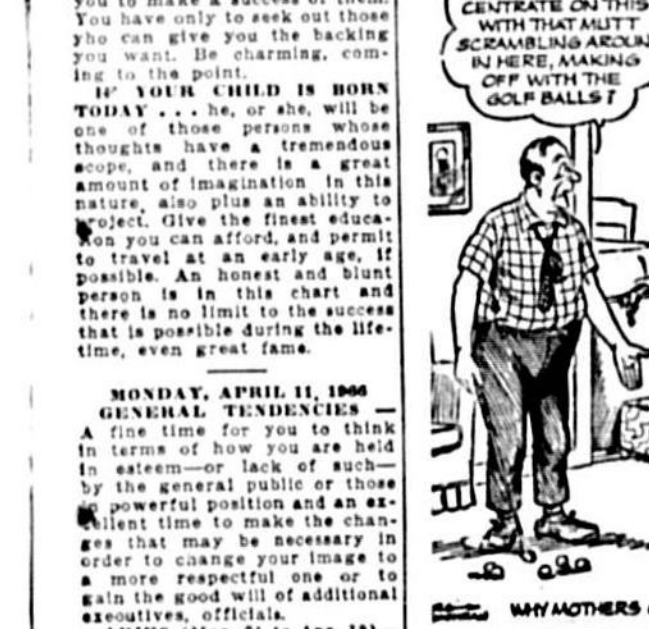 you to make a success of them.
You have only to seek out those
who can give you the backing
you want. Be charming, com-
ing to the point.
IF YOUR CHILD IS BORN
TODAY . . . he, or she, will be
one of those persons whose
thoughts have a tremendous
scope, and there is a great
amount of imagination in this
nature, also plus an ability to
project. Give the finest educa-
tion you can afford, and permit
to travel at an early age, if
possible. An honest and blunt
person is in this chart and
there is no limit to the success
that is possible during the life-
time, even great fame.
MONDAY, APRIL 11, 1966
GENERAL TENDENCIES —
A fine time for you to think
in terms of how you are held
in esteem—or lack of such—
by the general public or those
in powerful position and an ex-
cellent time to make the chan-
ges that may be necessary in
order to change your image to
a more respectful one or to
gain the good will of additional
executives, officials.
CENTRATE ON THIS
WITH THAT MUTT
SCRAMBLING AROUN
IN HERE, MAKING
OFF WITH THE
GOLF BALLS!
WHY MOTHERS